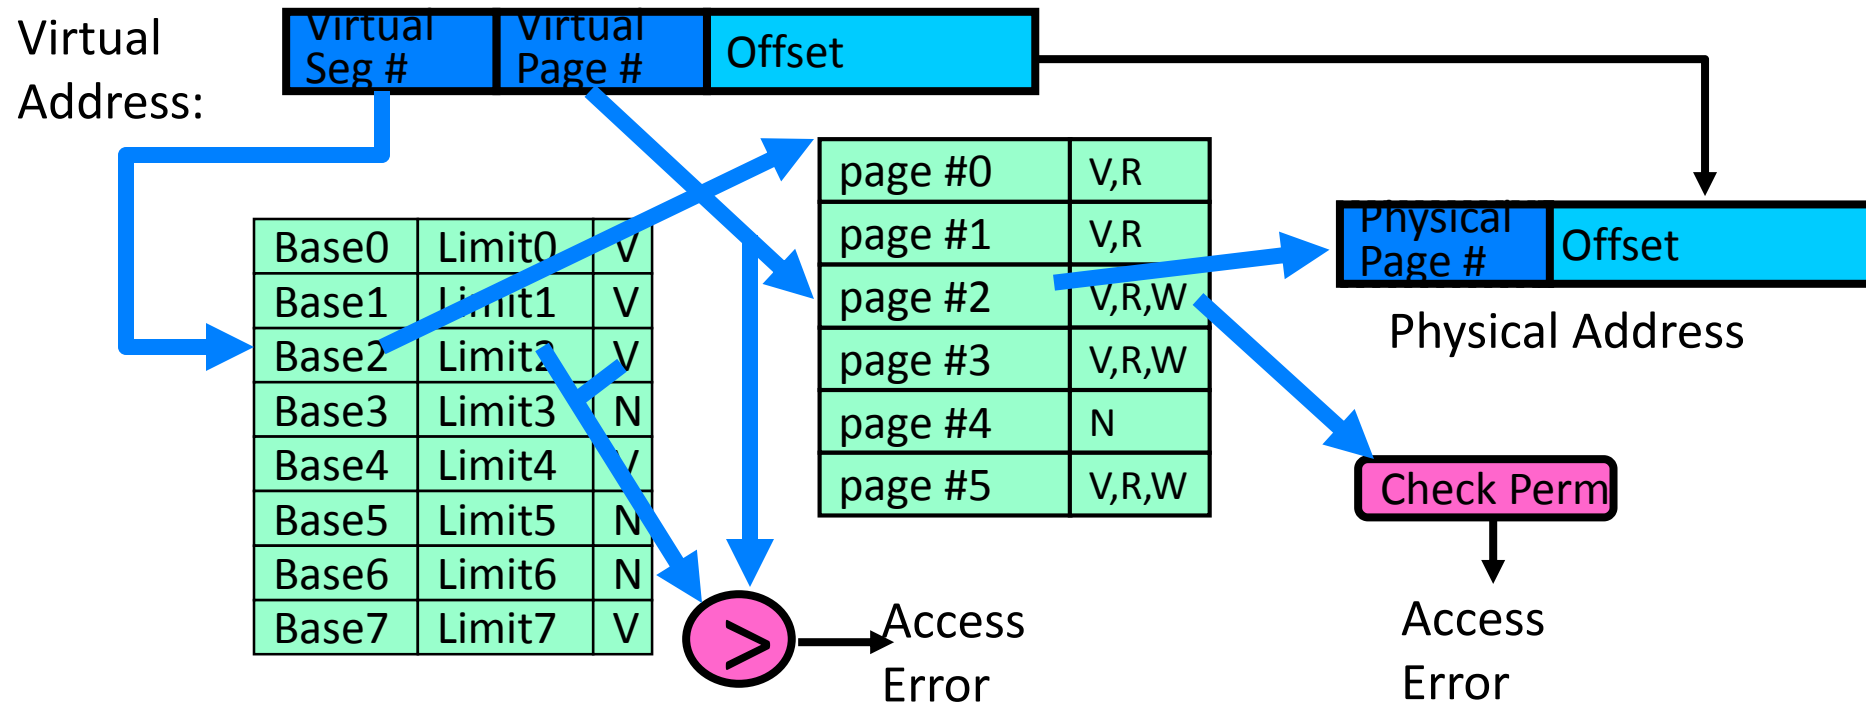 Virtual
Address:
Virtual
Seg #
Virtual
Page #
Offset
page #0 V,R
page #1 V,R
page #2 V,R,W
page #3 V,R,W
page #4 N
page #5 V,R,W
Physical
Page #
Offset
Physical Address
Base0 Limit0 V
Base1 Limit1 V
Base2 Limit2 V
Base3 Limit3 N
Base4 Limit4 V
Base5 Limit5 N
Base6 Limit6 N
Base7 Limit7 V
>
Access
Error
Check Perm
Access
Error